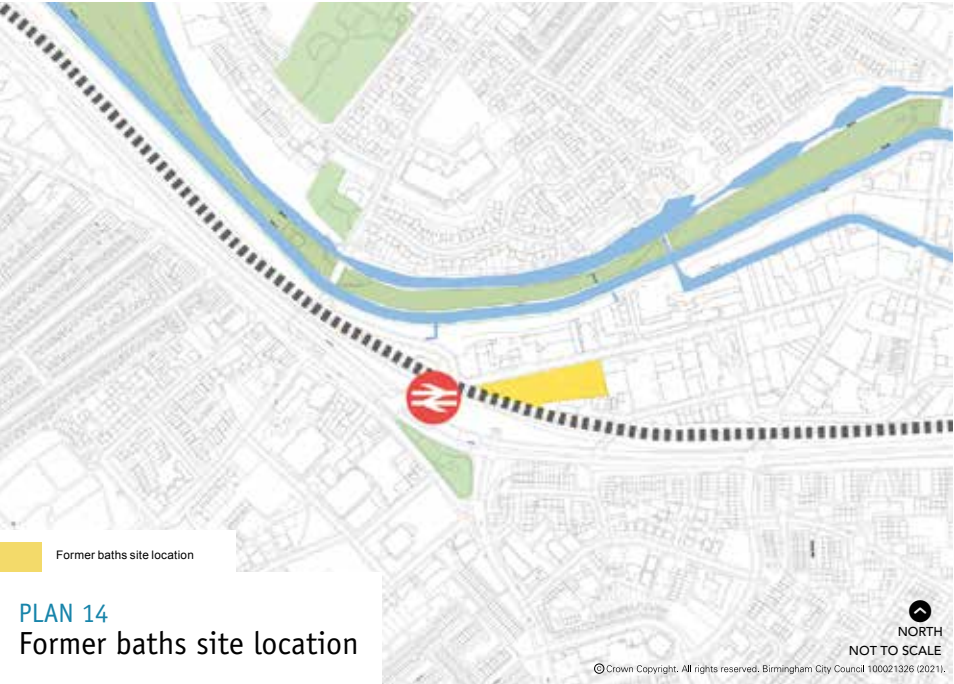 Former baths site location
PLAN 14
Former baths site location
NORTH
NOT TO SCALE
© Crown Copyright. All rights reserved. Birmingham City Council 100021326 (2021).